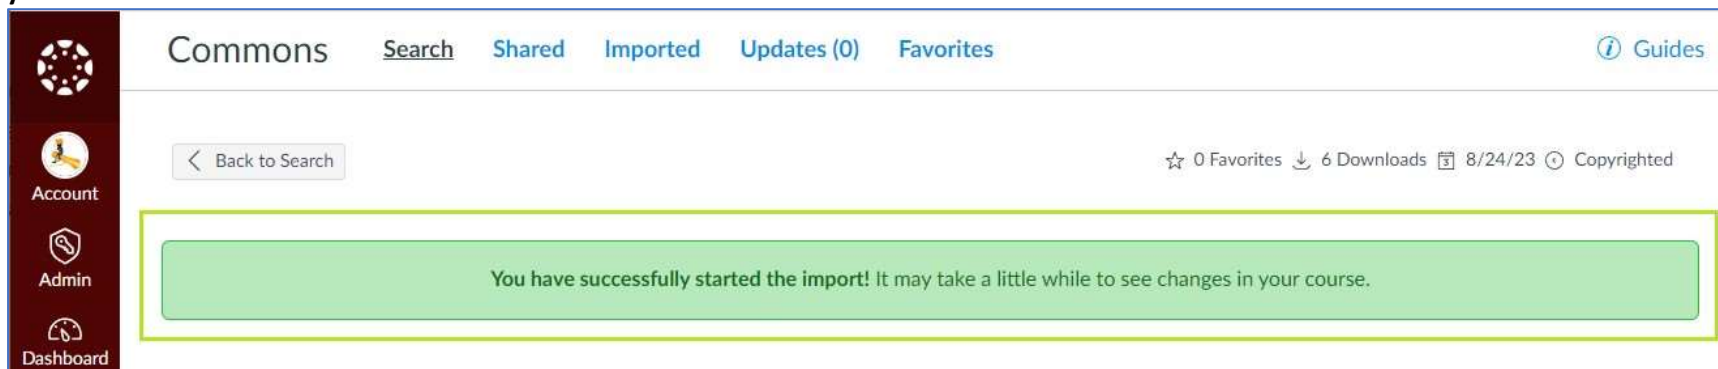 Commons Search Shared Imported Updates (0) Favorites Guides
Back to Search 0 Favorites 6 Downloads 8/24/23 Copyrighted
Account
You have successfully started the import! It may take a little while to see changes in your course.
Admin
Dashboard